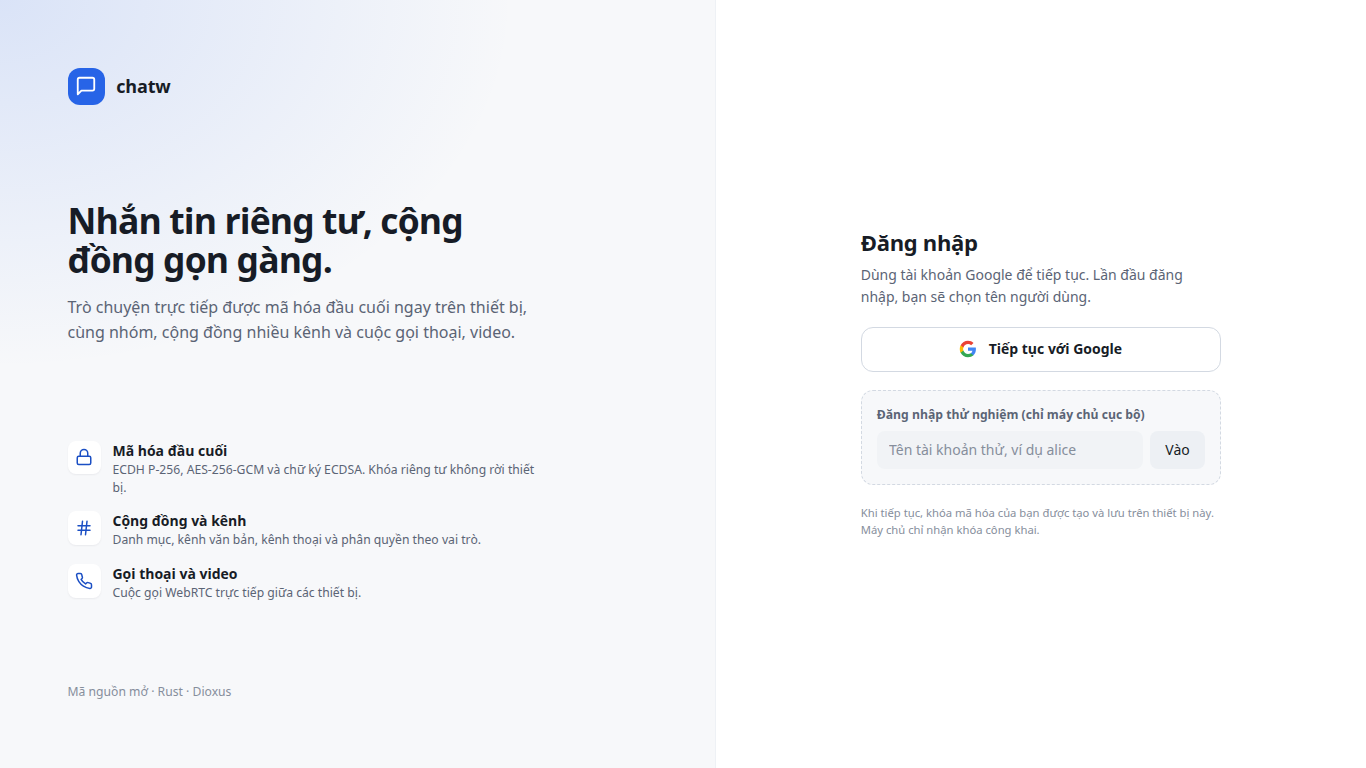 chatw
Nhắn tin riêng tư, cộng
đồng gọn gàng.
Trò chuyện trực tiếp được mã hóa đầu cuối ngay trên thiết bị,
cùng nhóm, cộng đồng nhiều kênh và cuộc gọi thoại, video.
Mã hóa đầu cuối
ECDH P-256, AES-256-GCM và chữ ký ECDSA. Khóa riêng tư không rời thiết
bị.
Cộng đồng và kênh
Danh mục, kênh văn bản, kênh thoại và phân quyền theo vai trò.
Gọi thoại và video
Cuộc gọi WebRTC trực tiếp giữa các thiết bị.
Mã nguồn mở · Rust · Dioxus
Đăng nhập
Dùng tài khoản Google để tiếp tục. Lần đầu đăng
nhập, bạn sẽ chọn tên người dùng.
Tiếp tục với Google
Đăng nhập thử nghiệm (chỉ máy chủ cục bộ)
Tên tài khoản thử, ví dụ alice
Vào
Khi tiếp tục, khóa mã hóa của bạn được tạo và lưu trên thiết bị này.
Máy chủ chỉ nhận khóa công khai.